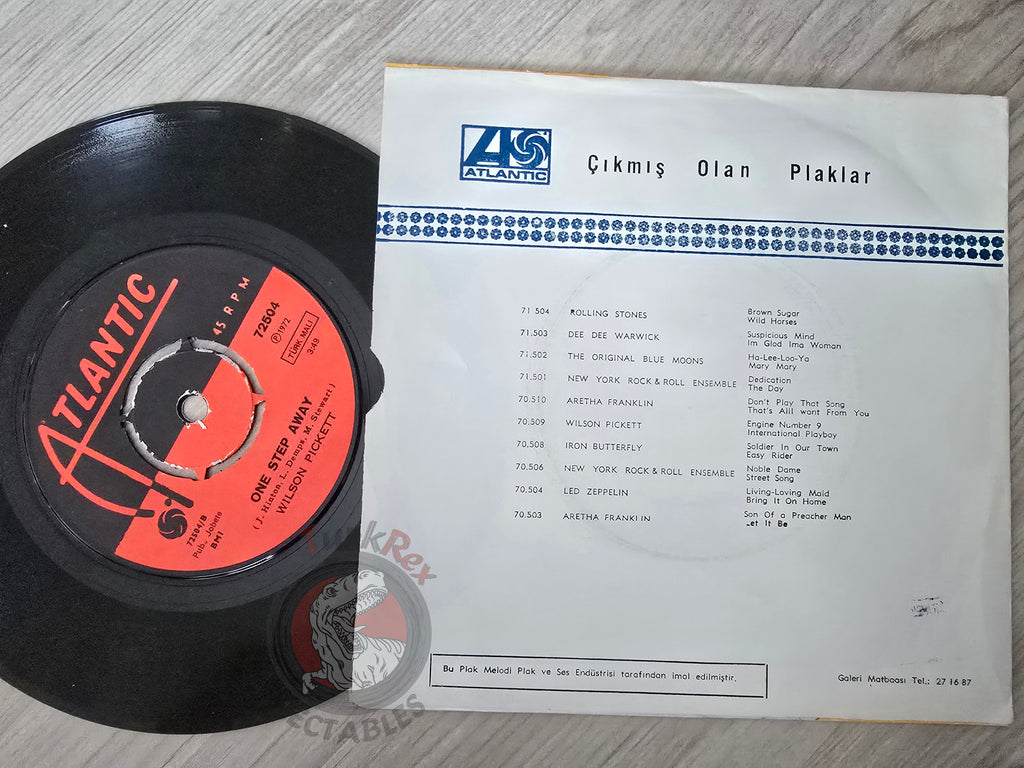 ATLANTIC
45 RPM
72504
Ⓟ1972
TÜRK MALI
3:49
ONE STEP AWAY
( J. Hinton, L. Demps, M. Stewart )
WILSON PICKETT
72504/B
Pub. Jobete
BMI
ATLANTIC
Çıkmış Olan Plaklar
71 504 ROLLING STONES Brown Sugar
Wild Horses
71.503 DEE DEE WARWICK Suspicious Mind
Im Glod Ima Woman
71.502 THE ORIGINAL BLUE MOONS Ha-Lee-Loo-Ya
Mary Mary
71.501 NEW YORK ROCK & ROLL ENSEMBLE Dedication
The Day
70.510 ARETHA FRANKLIN Don't Play That Song
That's Alll want From You
70.509 WILSON PICKETT Engine Number 9
International Playboy
70.508 IRON BUTTERFLY Soldier In Our Town
Easy Rider
70.506 NEW YORK ROCK & ROLL ENSEMBLE Noble Dame
Street Song
70.504 LED ZEPPELIN Living-Loving Maid
Bring It On Home
70.503 ARETHA FRANKLIN Son Of a Preacher Man
Let It Be
Bu Plak Melodi Plak ve Ses Endüstrisi tarafından imal edilmiştir.
Galeri Matbaası Tel.: 27 16 87
TurkRex